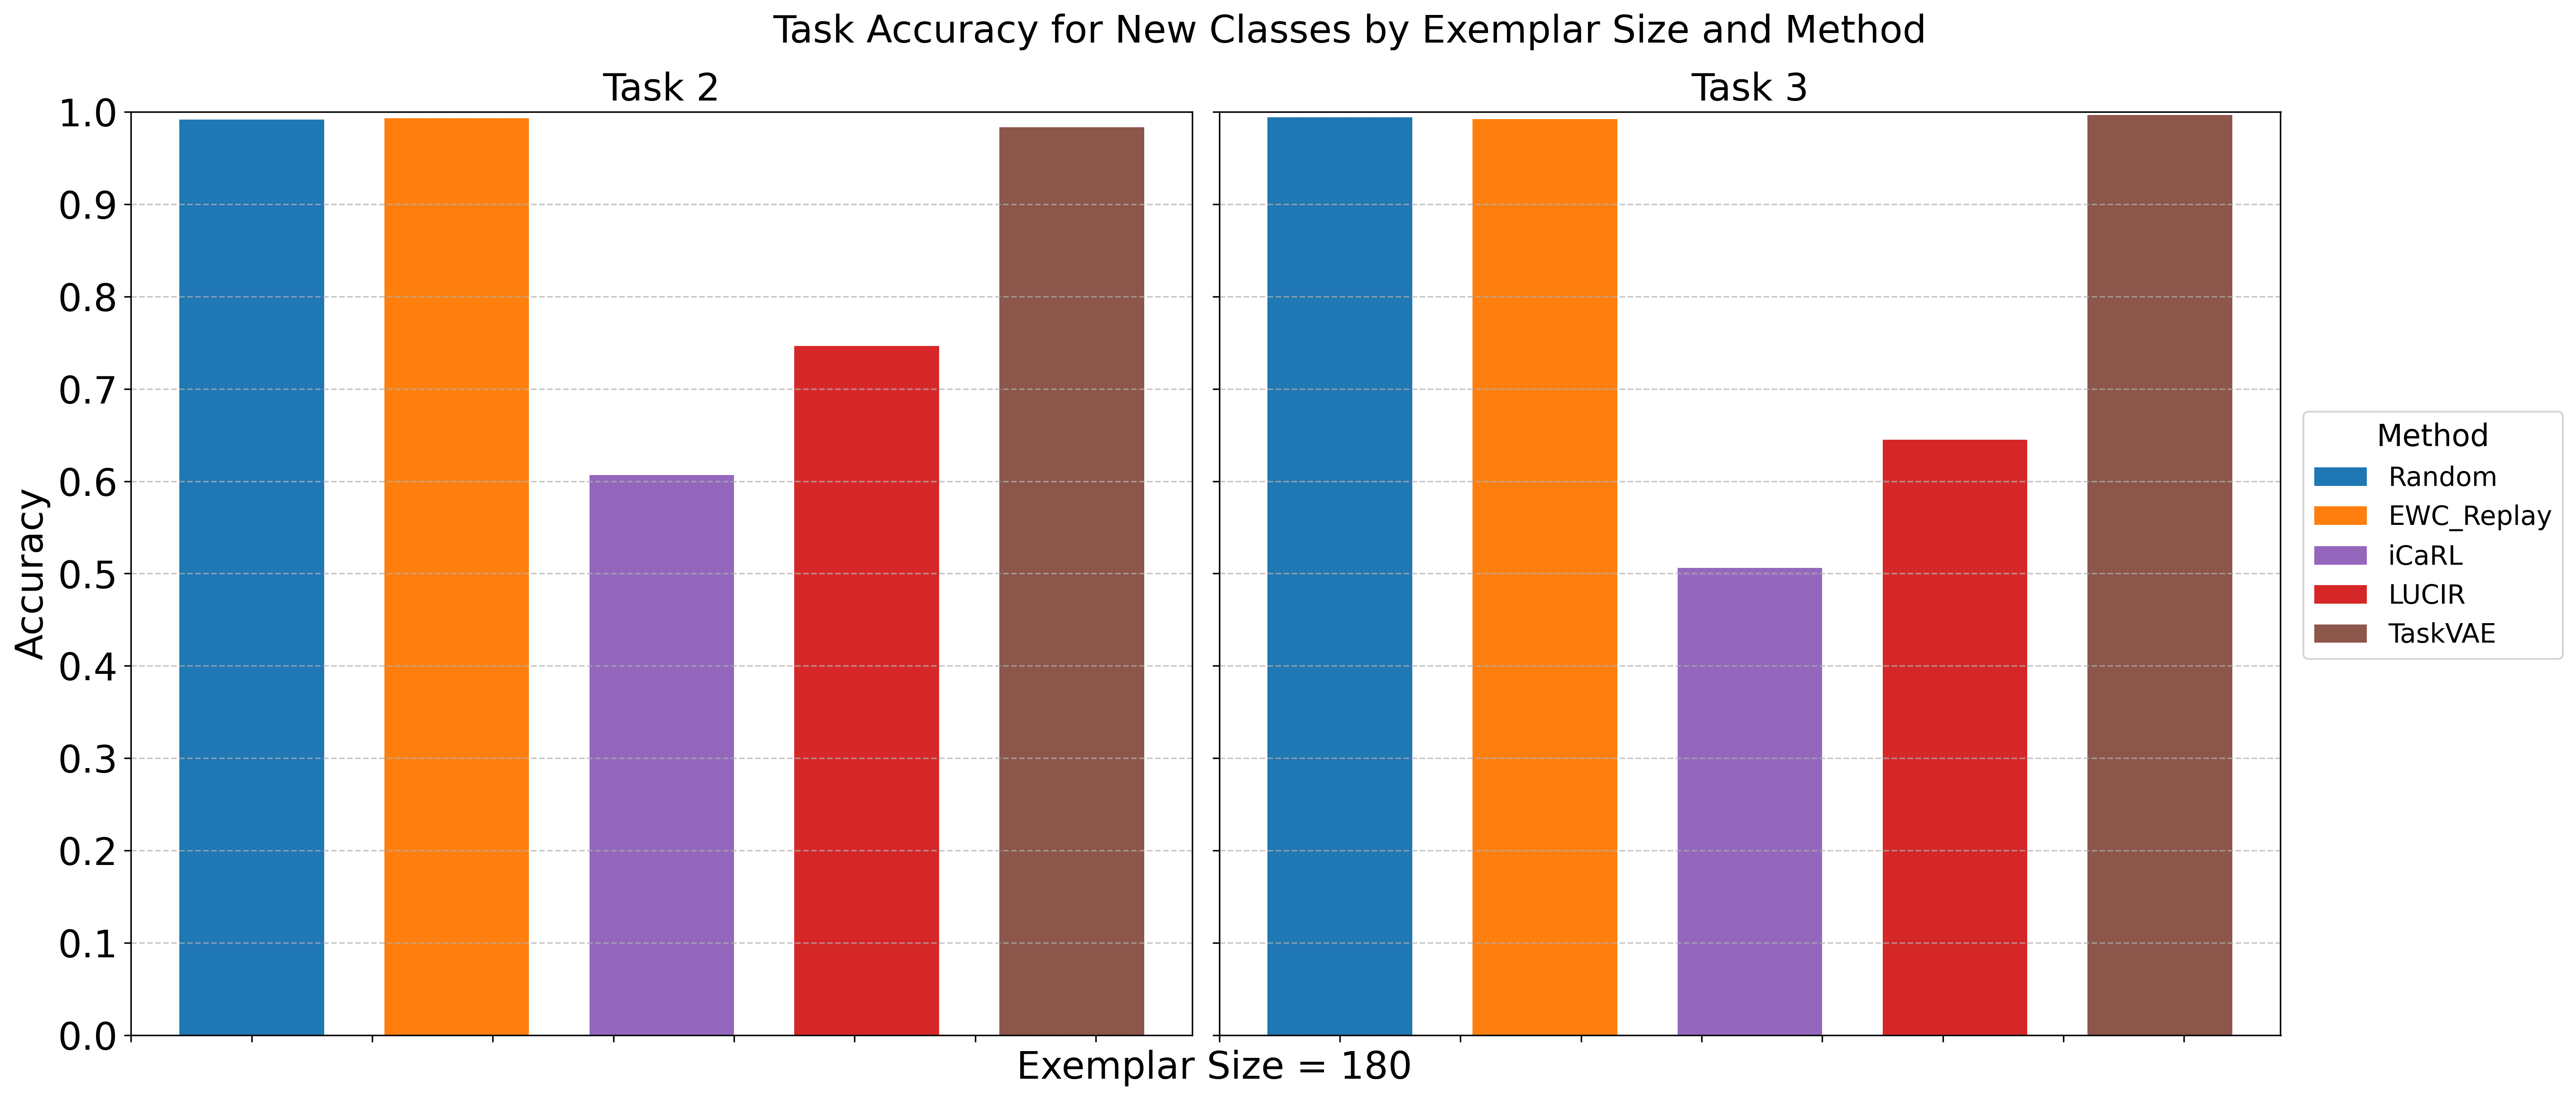 Task Accuracy for New Classes by Exemplar Size and Method
Task 2
Task 3
1.0
0.9
0.8
0.7
0.6
0.5
0.4
0.3
0.2
0.1
0.0
Accuracy
Exemplar Size = 180
Method
Random
EWC_Replay
iCaRL
LUCIR
TaskVAE